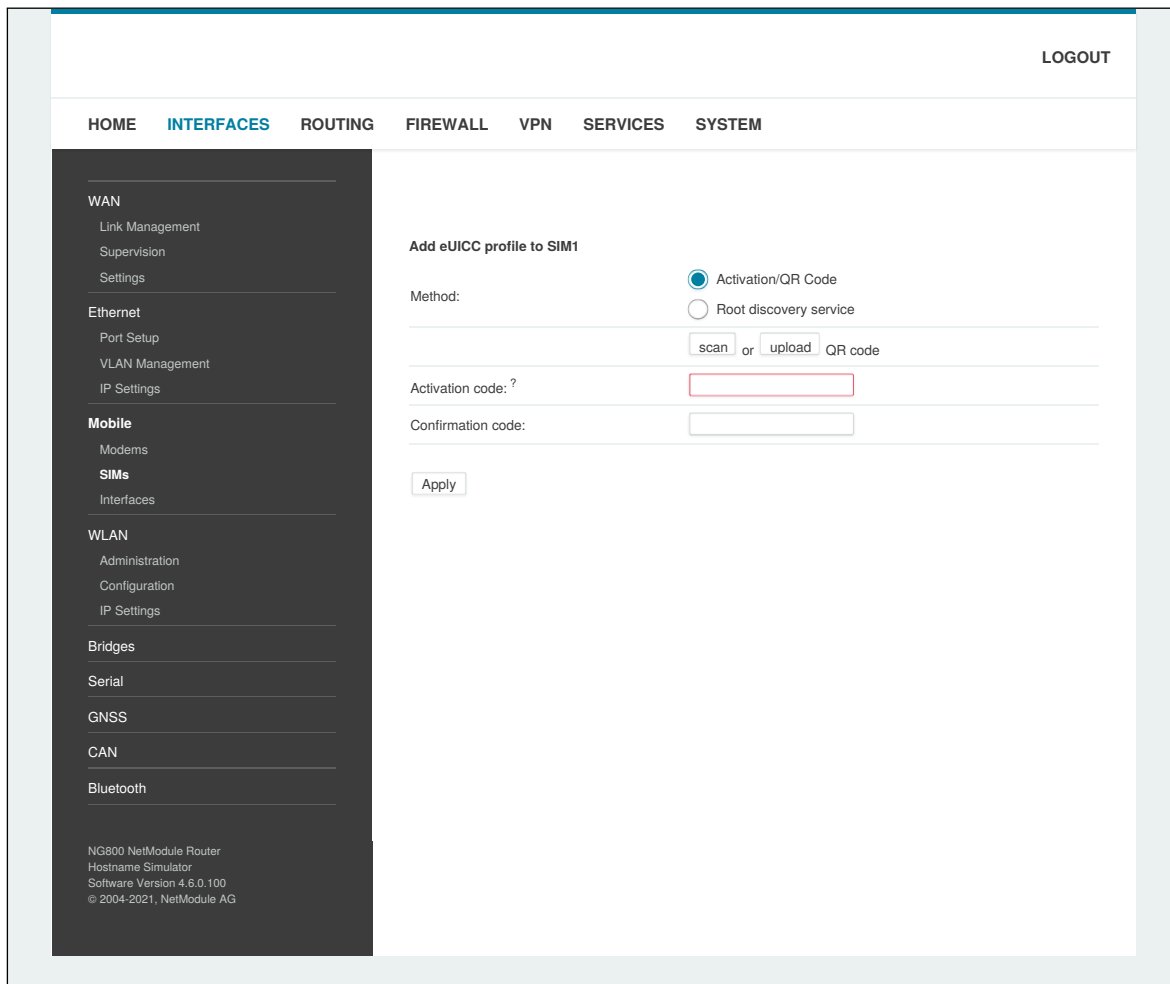 LOGOUT
HOME INTERFACES ROUTING FIREWALL VPN SERVICES SYSTEM
WAN
Link Management
Supervision
Settings
Ethernet
Port Setup
VLAN Management
IP Settings
Mobile
Modems
SIMs
Interfaces
WLAN
Administration
Configuration
IP Settings
Bridges
Serial
GNSS
CAN
Bluetooth
NG800 NetModule Router
Hostname Simulator
Software Version 4.6.0.100
© 2004-2021, NetModule AG
Add eUICC profile to SIM1
Method:
Activation/QR Code
Root discovery service
scan or upload QR code
Activation code: ?
Confirmation code:
Apply